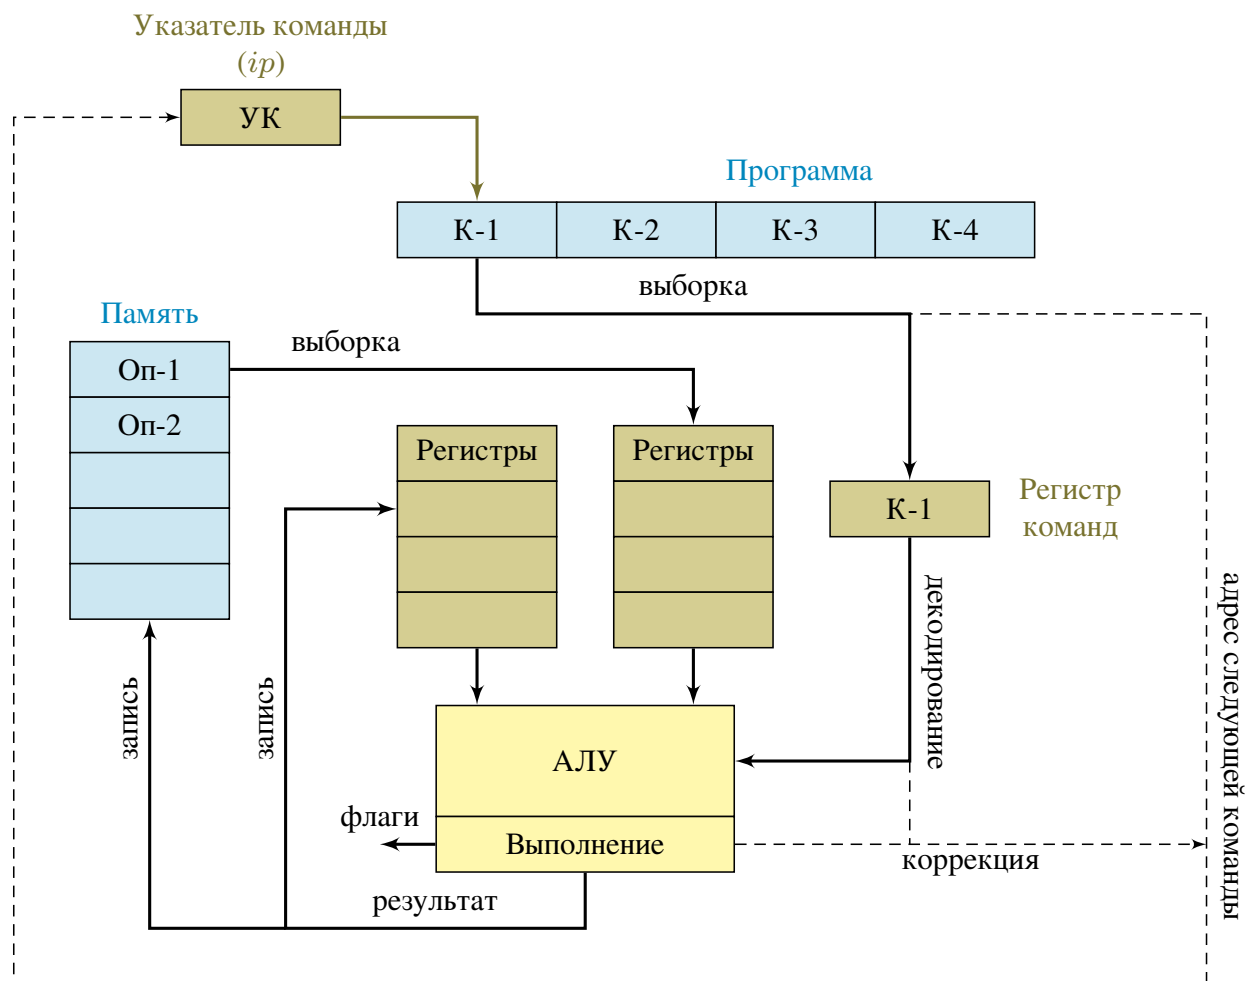 Указатель команды
(ip)
УК
Программа
К-1
К-2
К-3
К-4
выборка
Память
выборка
Оп-1
Оп-2
Регистры
Регистры
К-1
Регистр
команд
декодирование
адрес следующей команды
запись
запись
АЛУ
флаги
Выполнение
коррекция
результат